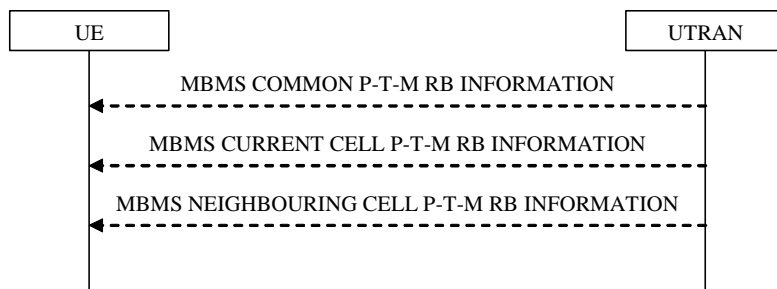 UE
UTRAN
MBMS COMMON P-T-M RB INFORMATION
MBMS CURRENT CELL P-T-M RB INFORMATION
MBMS NEIGHBOURING CELL P-T-M RB INFORMATION